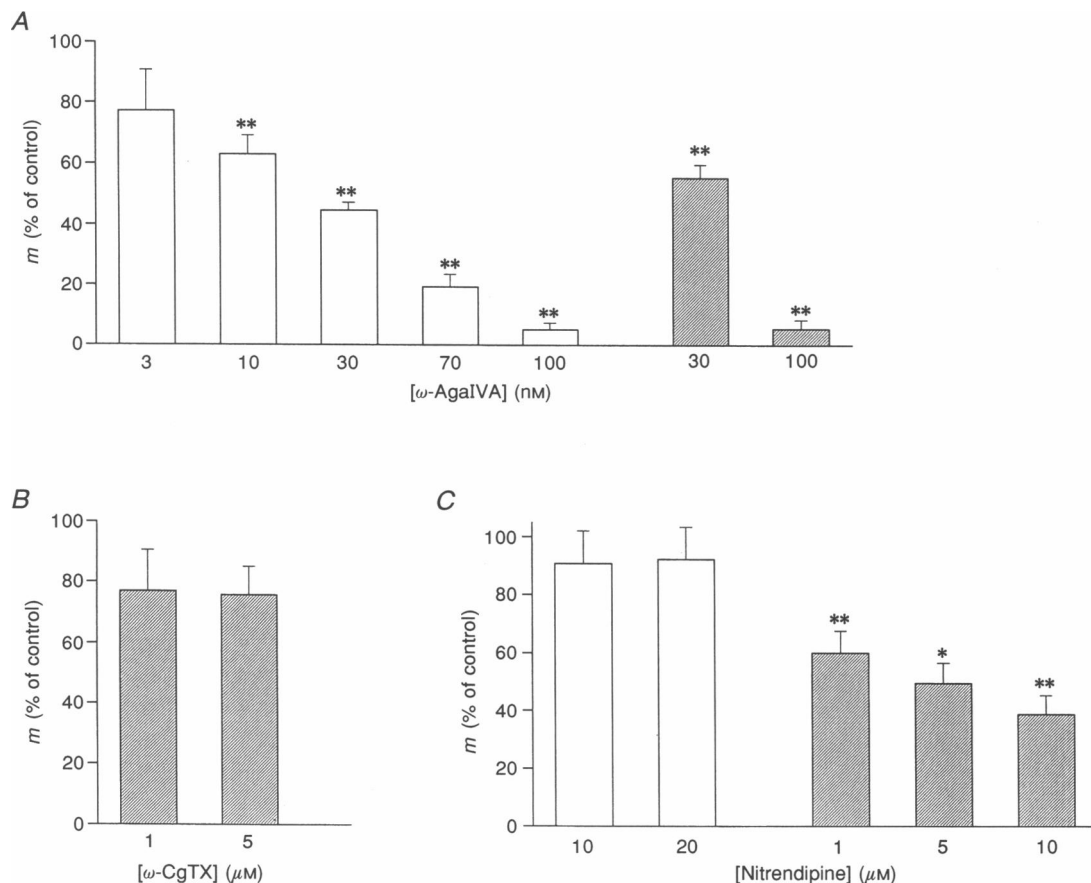 A
100
80
60
40
20
0
m (% of control)
** ** ** ** ** **
3 10 30 70 100 30 100
[ω-AgaIVA] (nM)
B
100
80
60
40
20
0
m (% of control)
1 5
[ω-CgTX] (μM)
C
100
80
60
40
20
0
m (% of control)
** * **
10 20 1 5 10
[Nitrendipine] (μM)